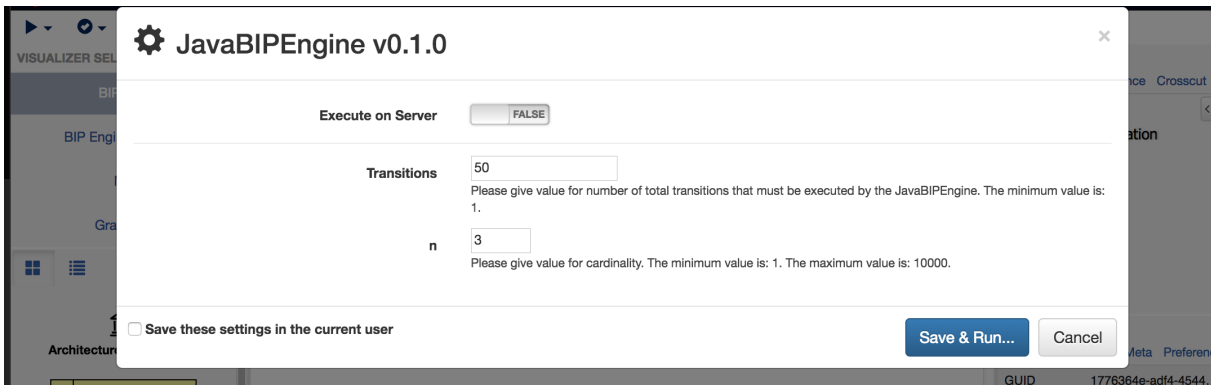 JavaBIPEngine v0.1.0
×
VISUALIZER SEL
nce Crosscut
BIP
Execute on Server
FALSE
<
BIP Engi
ation
Transitions
50
Please give value for number of total transitions that must be executed by the JavaBIPEngine. The minimum value is:
1.
Gra
n
3
Please give value for cardinality. The minimum value is: 1. The maximum value is: 10000.
Save these settings in the current user
Save & Run...
Cancel
Architecture
Meta Preferen
GUID 1776364e-adf4-4544.